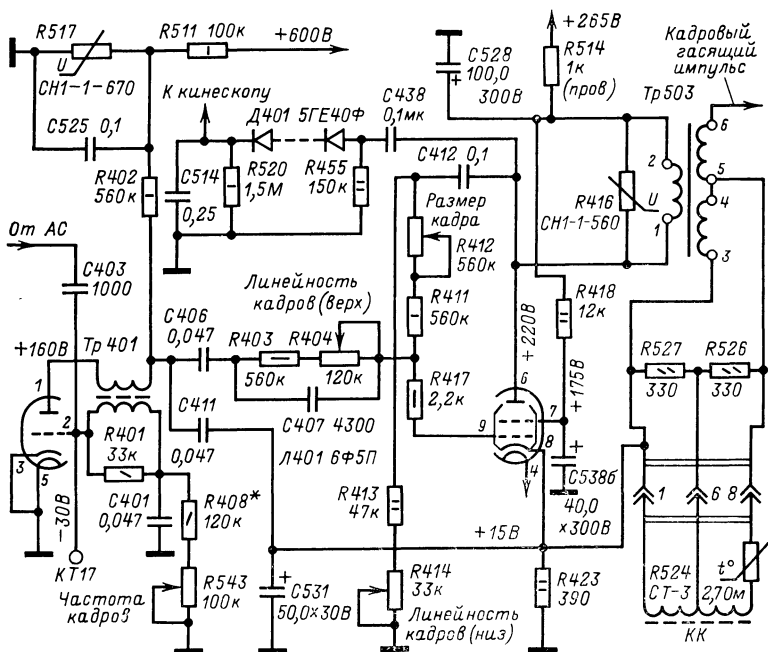 R517
R511 100к
+600В
U
СН1-1-670
C525 0,1
R402
560к
От АС
C403
1000
К кинескопу
Д401 5ГЕ40Ф
C438
0,1мк
C514
0,25
R520
1,5М
R455
150к
C412 0,1
C528
100,0
300В
+265В
R514
1к
(пров)
Кадровый
гасящий
импульс
Тр503
6
5
4
3
2
1
R416
СН1-1-560
U
Размер
кадра
R412
560к
R411
560к
R418
12к
+220В
+175В
Линейность
кадров (верх)
C406
0,047
R403
560к
R404
120к
C407 4300
R417
2,2к
+160В
Тр401
1
2
3
5
R401
33к
C411
0,047
C401
0,047
R408*
120к
-30В
КТ17
Частота
кадров
R543
100к
C531
50,0×30В
Л401 6Ф5П
6
7
9
8
4
C538б
40,0
×300В
R413
47к
R414
33к
Линейность
кадров (низ)
+15В
R423
390
R527
330
R526
330
1
6
8
R524
СТ-3
2,70м
t°
КК